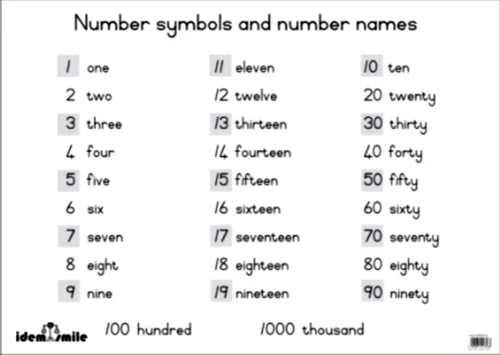 Number symbols and number names
1 one 11 eleven 10 ten
2 two 12 twelve 20 twenty
3 three 13 thirteen 30 thirty
4 four 14 fourteen 40 forty
5 five 15 fifteen 50 fifty
6 six 16 sixteen 60 sixty
7 seven 17 seventeen 70 seventy
8 eight 18 eighteen 80 eighty
9 nine 19 nineteen 90 ninety
idem smile 100 hundred 1000 thousand